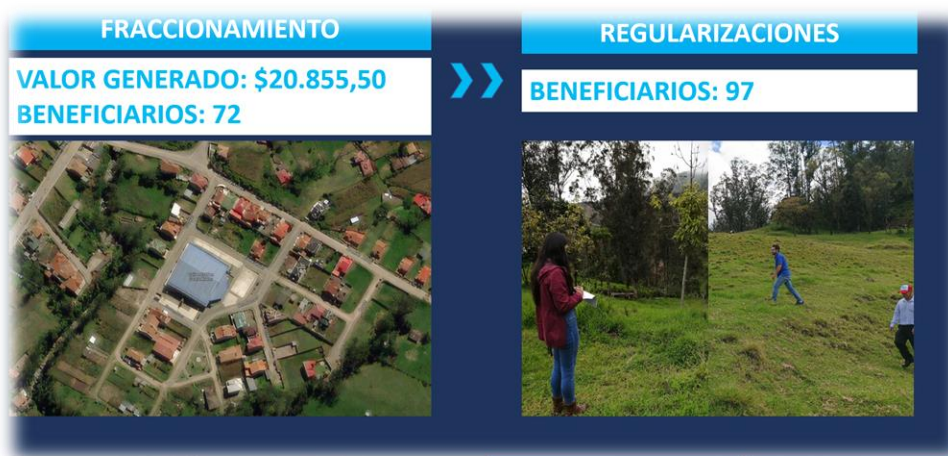 FRACCIONAMIENTO
VALOR GENERADO: $20.855,50
BENEFICIARIOS: 72
REGULARIZACIONES
BENEFICIARIOS: 97